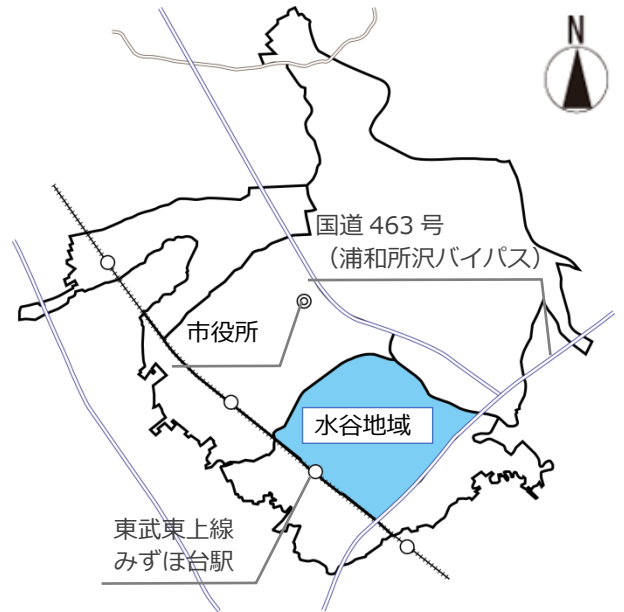 N
国道 463 号
（浦和所沢バイパス）
市役所
水谷地域
東武東上線
みずほ台駅